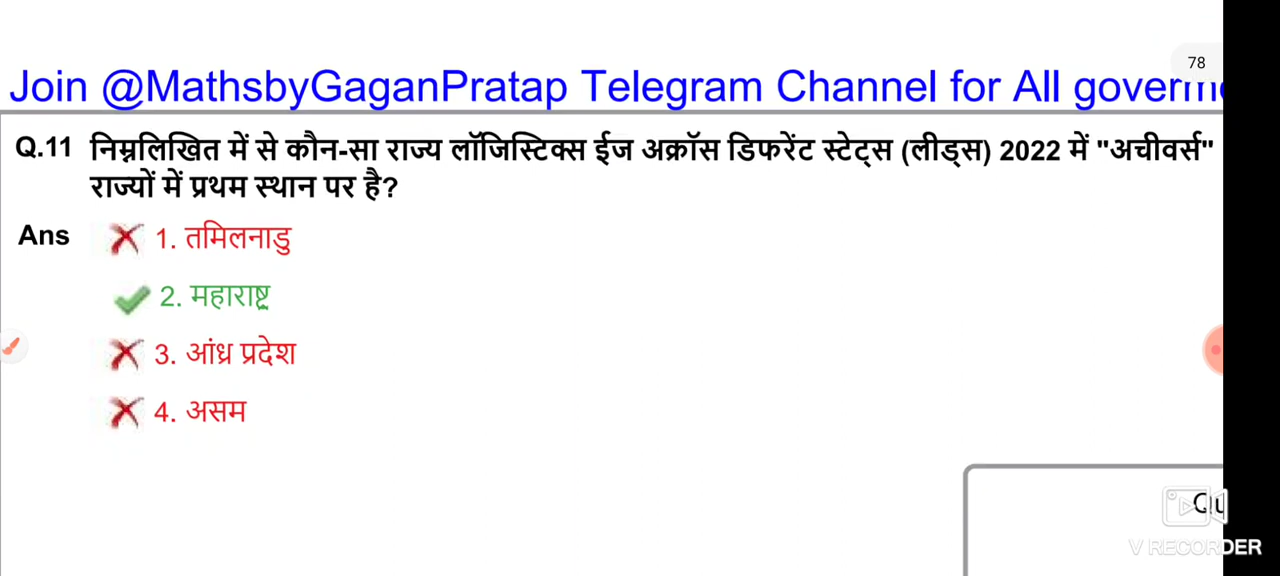 78
Join @MathsbyGaganPratap Telegram Channel for All
Q.11 निम्नलिखित में से कौन-सा राज्य लॉजिस्टिक्स ईज अक्रॉस डिफरेंट स्टेट्स (लीड्स) 2022 में "अचीवर्स"
राज्यों में प्रथम स्थान पर है?
Ans 1. तमिलनाडु
2. महाराष्ट्र
3. आंध्र प्रदेश
4. असम
Qu
V RECORDER